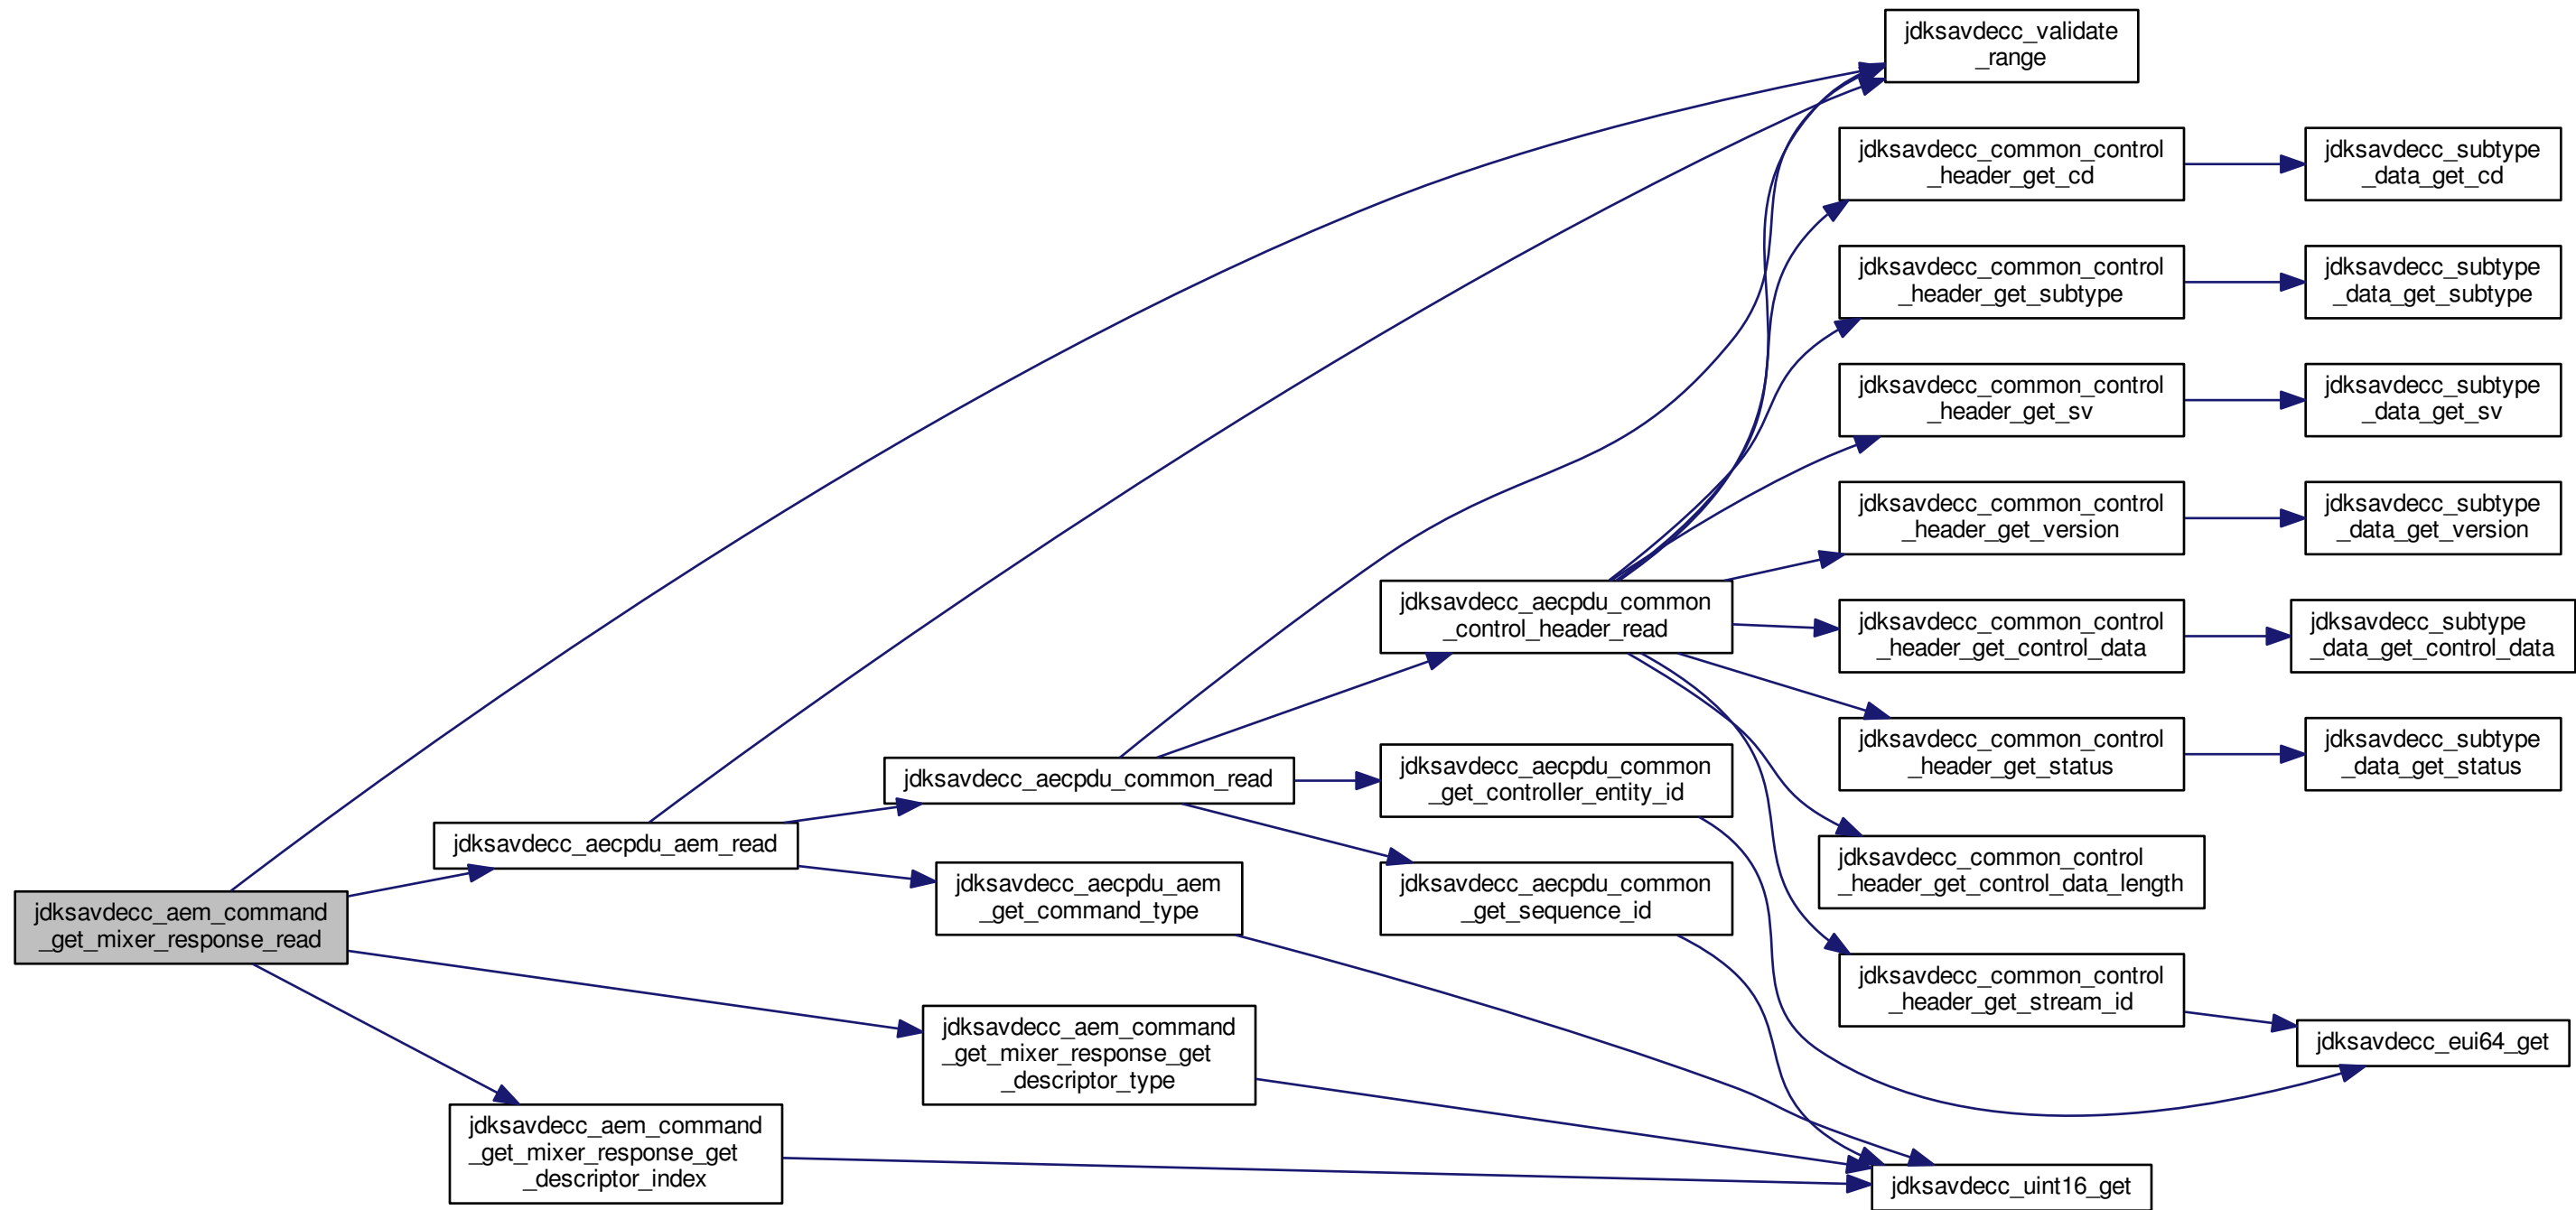 jdksavdecc_validate
_range
jdksavdecc_common_control
_header_get_cd
jdksavdecc_subtype
_data_get_cd
jdksavdecc_common_control
_header_get_subtype
jdksavdecc_subtype
_data_get_subtype
jdksavdecc_common_control
_header_get_sv
jdksavdecc_subtype
_data_get_sv
jdksavdecc_common_control
_header_get_version
jdksavdecc_subtype
_data_get_version
jdksavdecc_aecpdu_common
_control_header_read
jdksavdecc_common_control
_header_get_control_data
jdksavdecc_subtype
_data_get_control_data
jdksavdecc_common_control
_header_get_status
jdksavdecc_subtype
_data_get_status
jdksavdecc_aecpdu_common_read
jdksavdecc_aecpdu_common
_get_controller_entity_id
jdksavdecc_aecpdu_aem_read
jdksavdecc_common_control
_header_get_control_data_length
jdksavdecc_aecpdu_aem
_get_command_type
jdksavdecc_aecpdu_common
_get_sequence_id
jdksavdecc_aem_command
_get_mixer_response_read
jdksavdecc_common_control
_header_get_stream_id
jdksavdecc_eui64_get
jdksavdecc_aem_command
_get_mixer_response_get
_descriptor_type
jdksavdecc_aem_command
_get_mixer_response_get
_descriptor_index
jdksavdecc_uint16_get